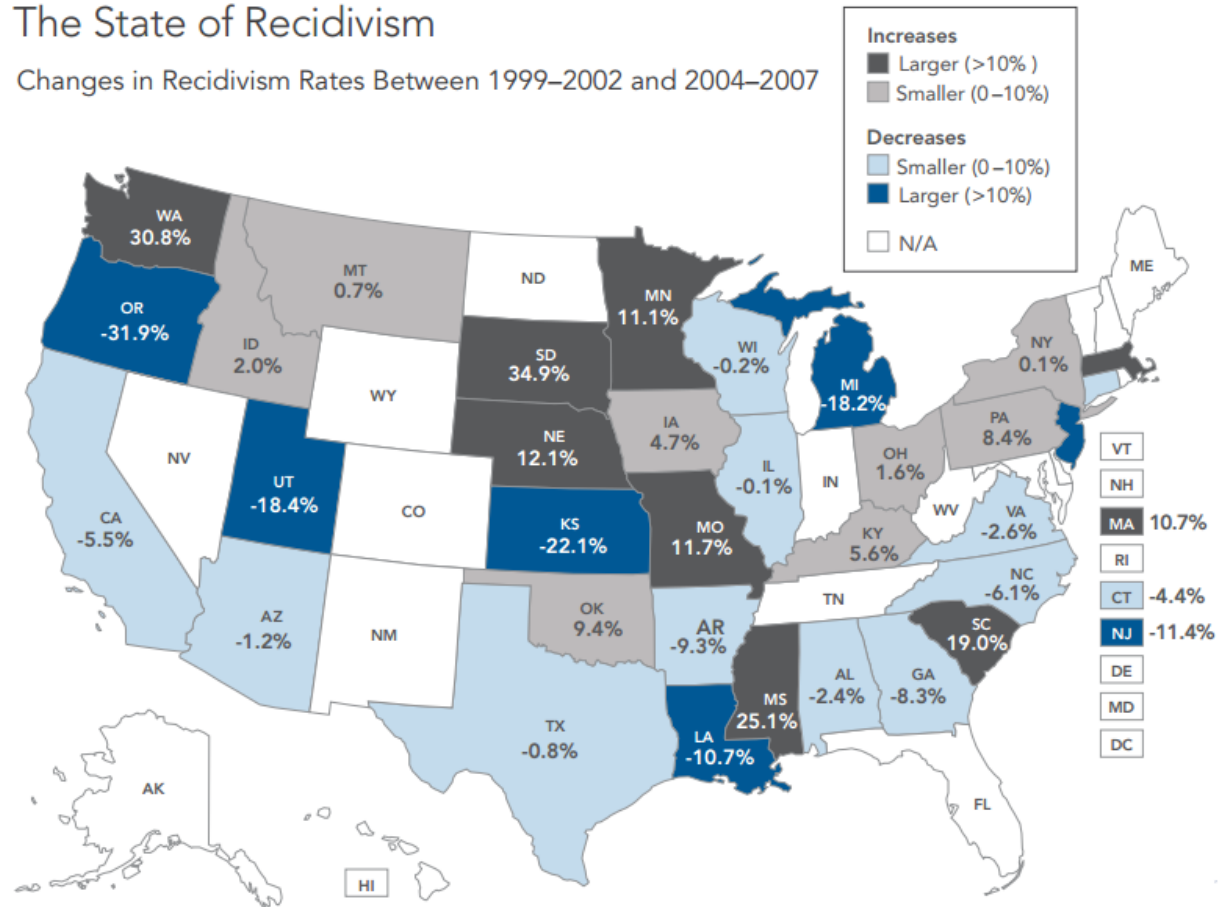 The State of Recidivism
Changes in Recidivism Rates Between 1999–2002 and 2004–2007
Increases
Larger (>10% )
Smaller (0–10%)
Decreases
Smaller (0–10%)
Larger (>10%)
N/A
WA
30.8%
OR
-31.9%
CA
-5.5%
NV
ID
2.0%
MT
0.7%
WY
UT
-18.4%
AZ
-1.2%
CO
NM
ND
SD
34.9%
NE
12.1%
KS
-22.1%
OK
9.4%
TX
-0.8%
MN
11.1%
IA
4.7%
MO
11.7%
AR
-9.3%
LA
-10.7%
WI
-0.2%
IL
-0.1%
MI
-18.2%
IN
OH
1.6%
KY
5.6%
TN
MS
25.1%
AL
-2.4%
GA
-8.3%
FL
SC
19.0%
NC
-6.1%
VA
-2.6%
WV
PA
8.4%
NY
0.1%
ME
VT
NH
MA 10.7%
RI
CT -4.4%
NJ -11.4%
DE
MD
DC
AK
HI